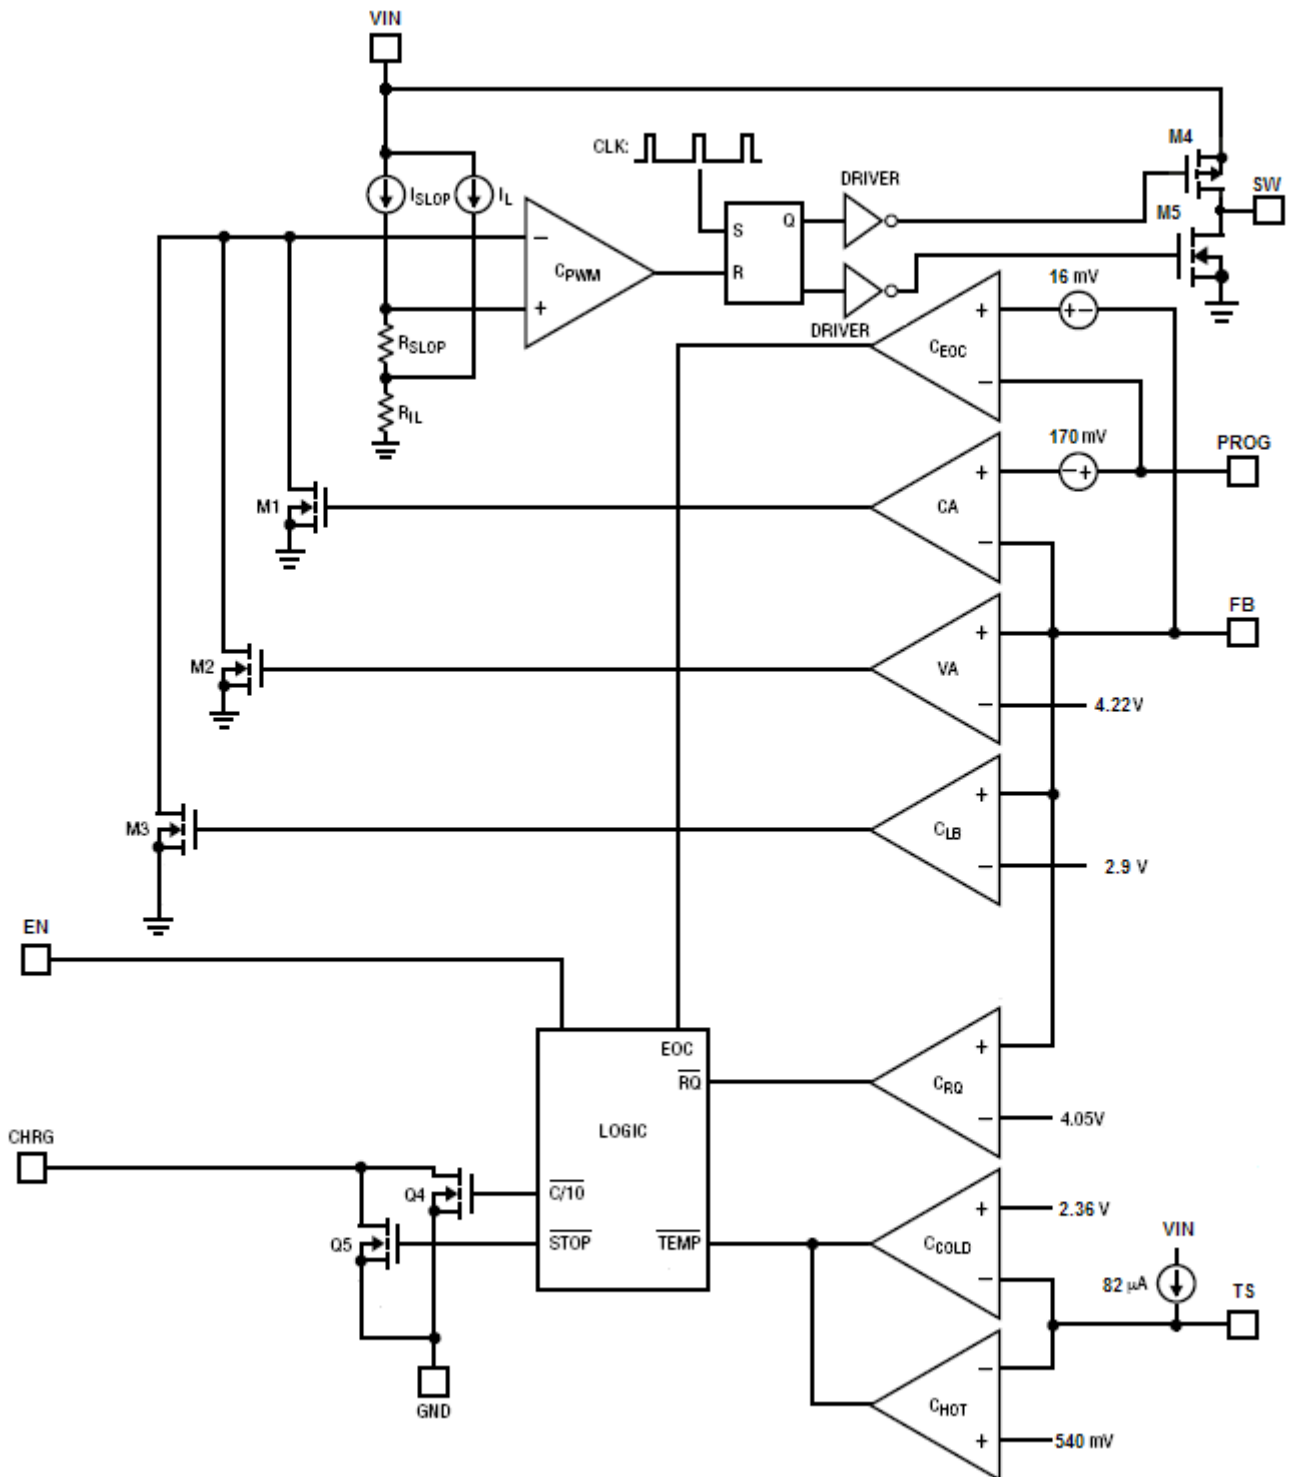 VIN
CLK:
M4
ISLOP
IL
DRIVER
SW
M5
S
Q
−
CPWM
R
+
16 mV
+
+−
RSLOP
DRIVER
CEOC
−
RIL
170 mV
PROG
+
−+
M1
CA
−
FB
+
M2
VA
−
4.22V
+
M3
CLB
−
2.9 V
EN
EOC
+
RQ
CRQ
LOGIC
−
4.05V
CHRG
Q4
C/10
+
2.36 V
VIN
Q5
STOP
TEMP
CCOLD
−
82 µA
TS
−
GND
CHOT
+
540 mV